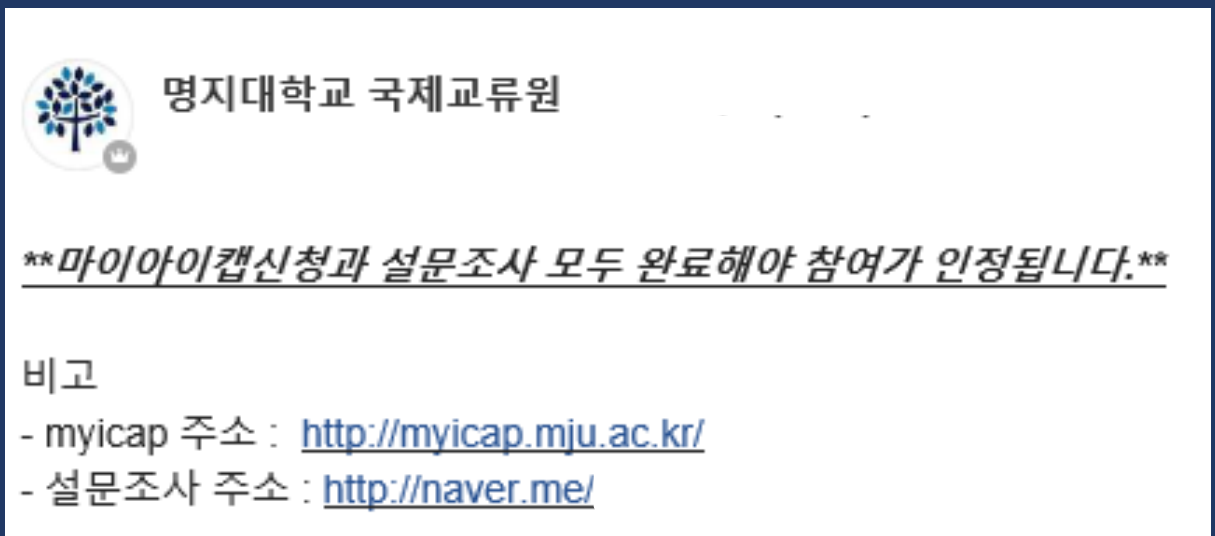 명지대학교 국제교류원
**마이아이캡신청과 설문조사 모두 완료해야 참여가 인정됩니다.**
비고
- myicap 주소 : http://myicap.mju.ac.kr/
- 설문조사 주소 : http://naver.me/